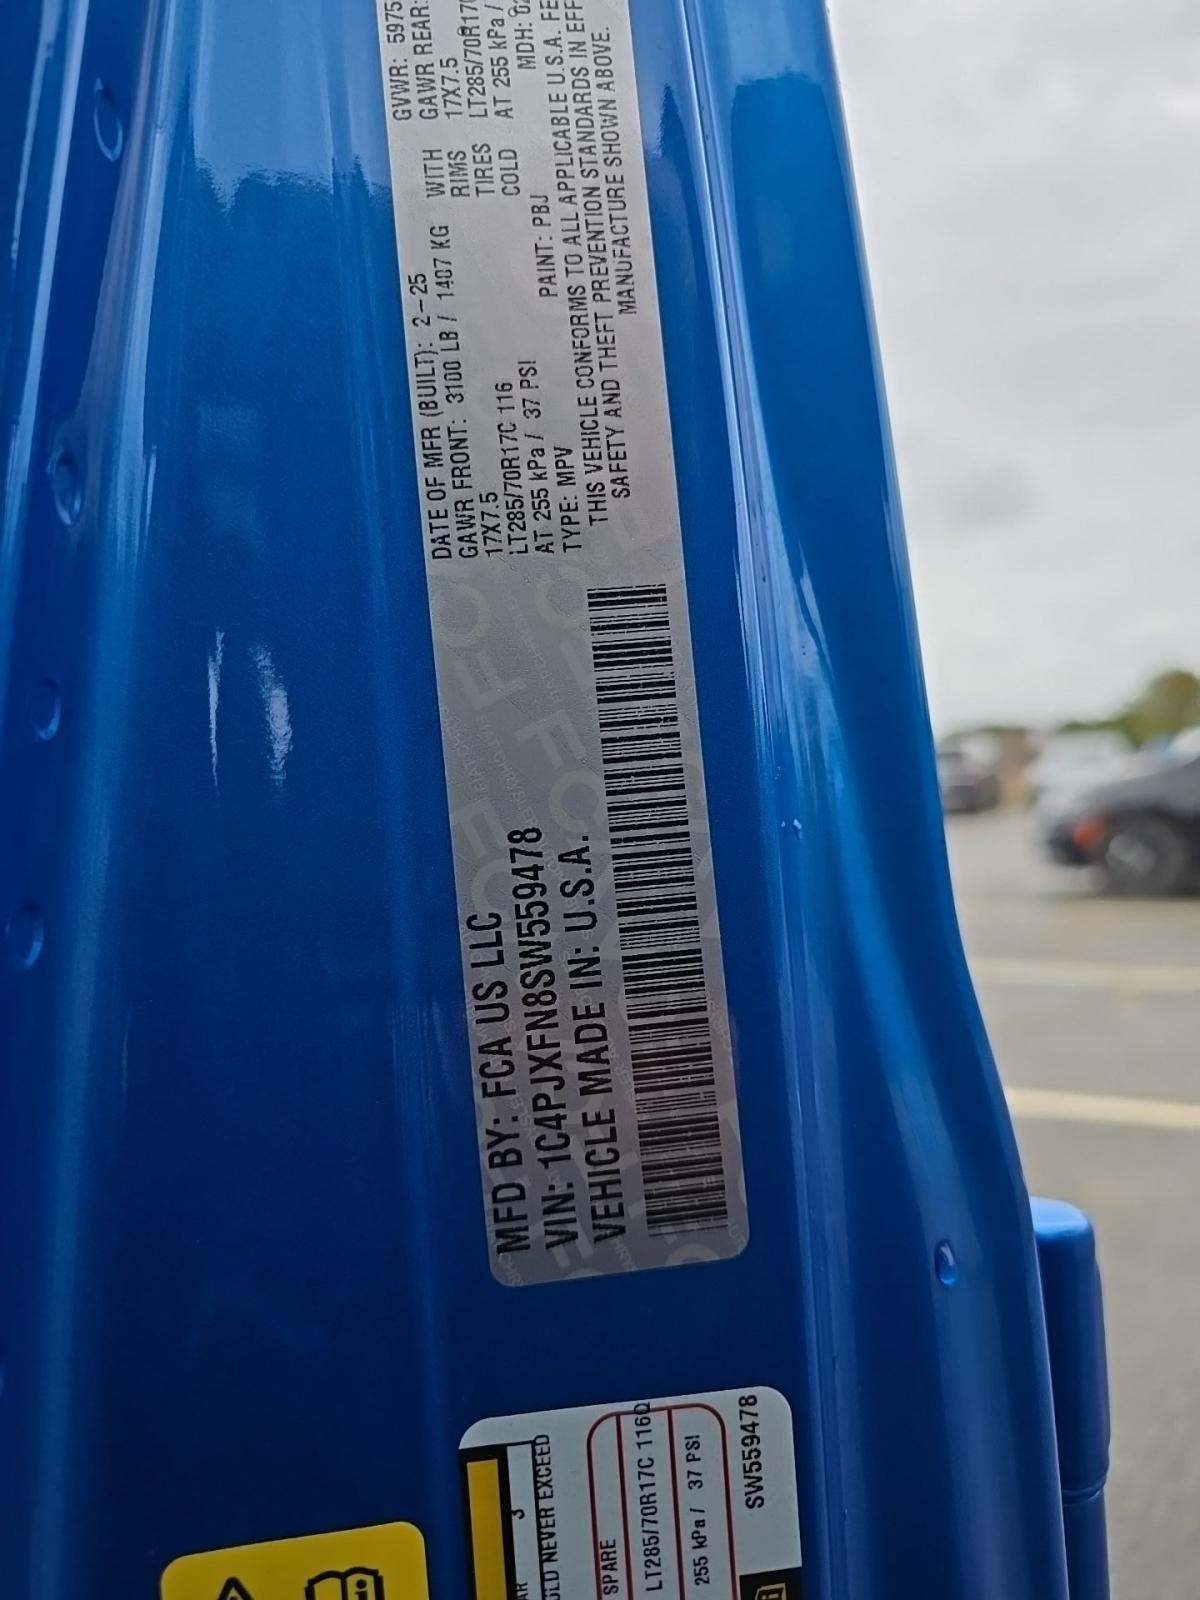 MFD BY: FCA US LLC
VIN: 1C4PJXFN8SW559478
VEHICLE MADE IN: U.S.A.
DATE OF MFR (BUILT): 2-25 GVWR: 5975
GAWR FRONT: 3100 LB / 1407 KG WITH GAWR REAR:
17X7.5 RIMS 17X7.5
LT285/70R17C 116 TIRES LT285/70R17C
AT 255 kPa / 37 PSI COLD AT 255 kPa /
TYPE: MPV PAINT: PBJ MDH:
THIS VEHICLE CONFORMS TO ALL APPLICABLE U.S.A.
SAFETY AND THEFT PREVENTION STANDARDS IN
MANUFACTURE SHOWN ABOVE.
3
NEVER EXCEED
SPARE
LT285/70R17C 116Q
255 kPa / 37 PSI
SW559478